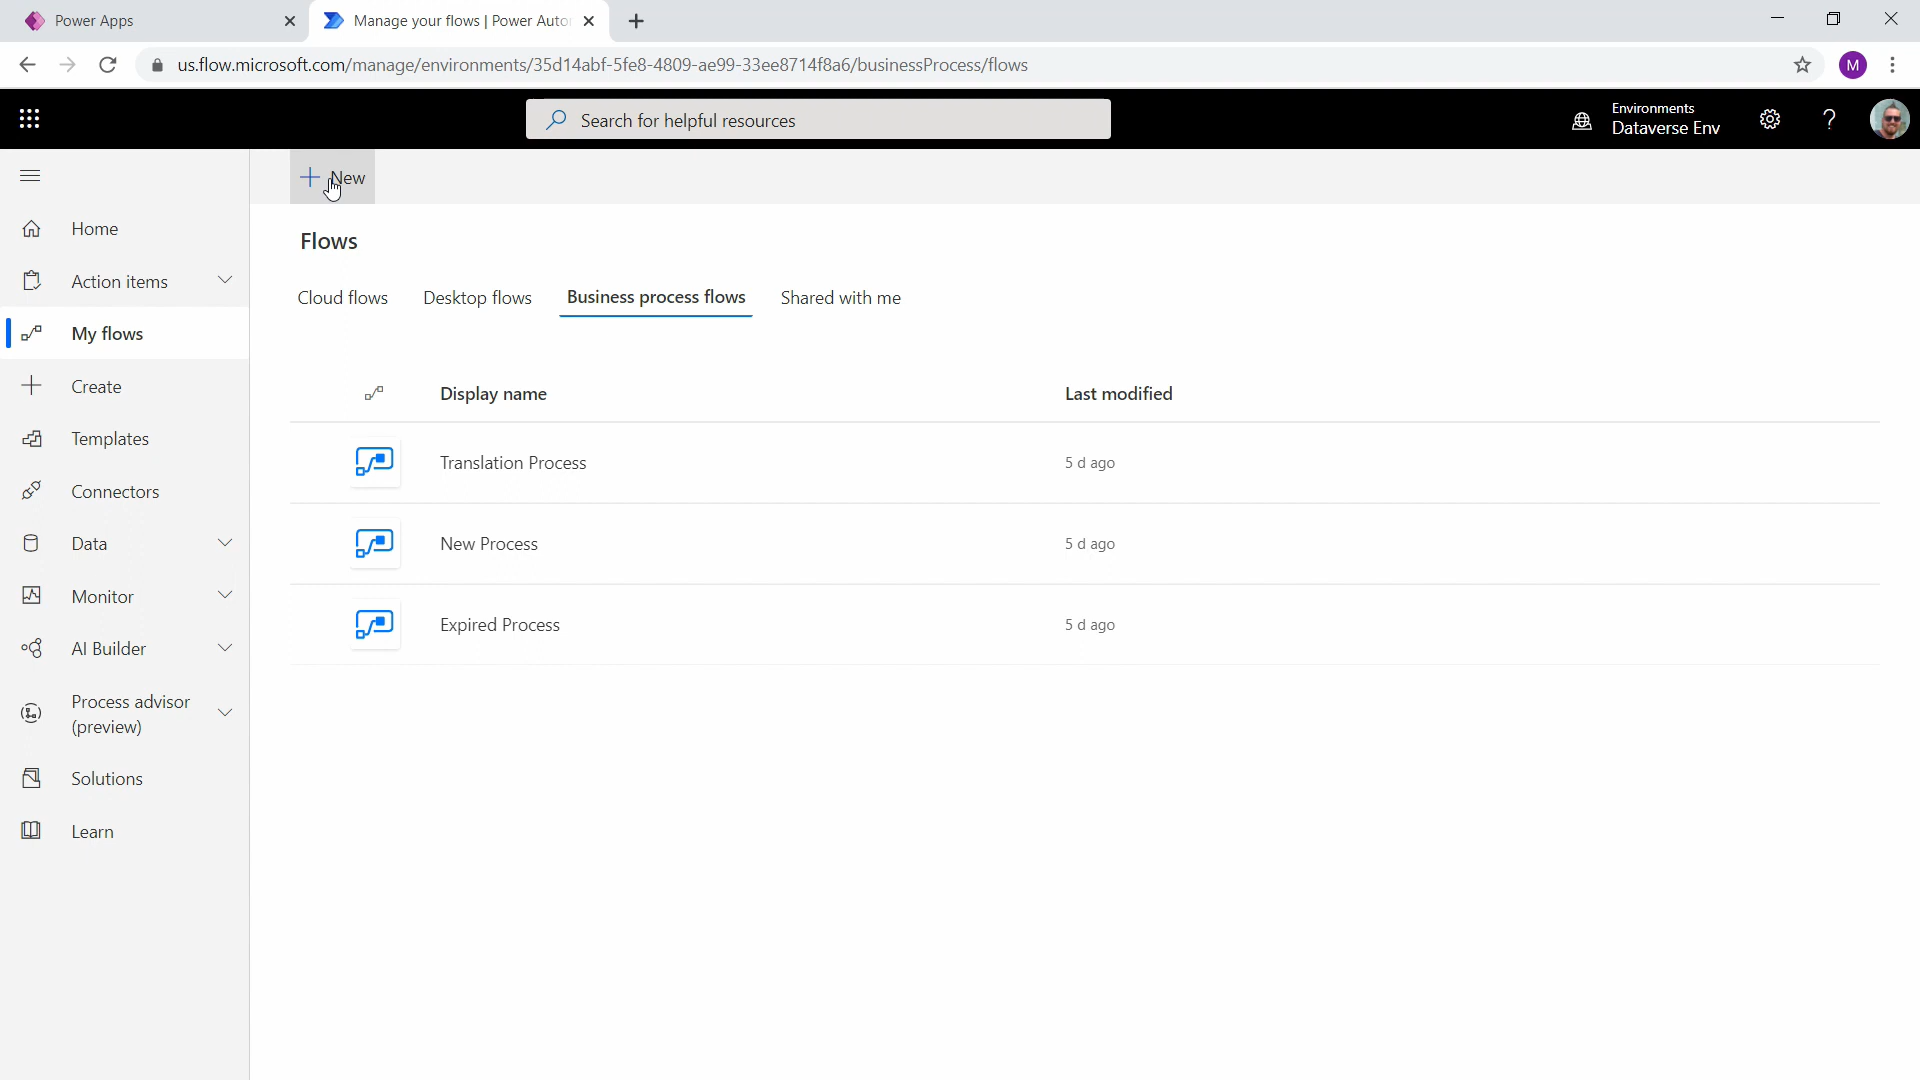 Power Apps
Manage your flows | Power Auto
us.flow.microsoft.com/manage/environments/35d14abf-5fe8-4809-ae99-33ee8714f8a6/businessProcess/flows
M
Search for helpful resources
Environments
Dataverse Env
New
Home
Action items
My flows
Create
Templates
Connectors
Data
Monitor
AI Builder
Process advisor
(preview)
Solutions
Learn
Flows
Cloud flows
Desktop flows
Business process flows
Shared with me
Display name
Last modified
Translation Process
5 d ago
New Process
5 d ago
Expired Process
5 d ago